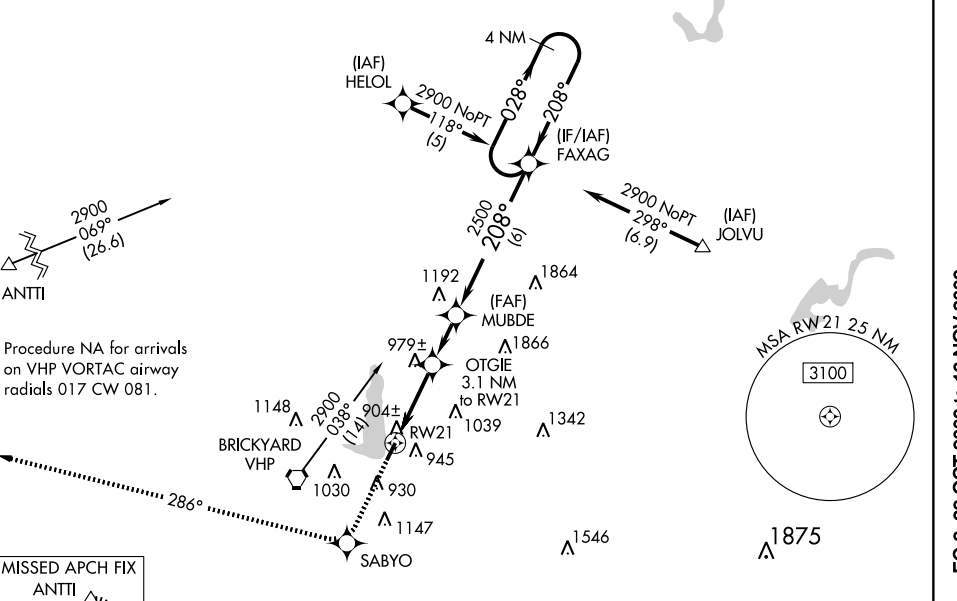 4 NM
(IAF)
HELOL
2900 NoPT
118°
(5)
028°
208°
(IF/IAF)
FAXAG
2900
069°
(26.6)
ANTTI
2500
208°
(6)
2900 NoPT
298°
(6.9)
(IAF)
JOLVU
1192
1864
(FAF)
MUBDE
MSA RW21 25 NM
3100
Procedure NA for arrivals
on VHP VORTAC airway
radials 017 CW 081.
979±
1866
OTGIE
3.1 NM
to RW21
1148
2900
038°
(14)
904±
RW21
1039
1342
BRICKYARD
VHP
945
1030
930
286°
1147
SABYO
1546
1875
MISSED APCH FIX
ANTTI